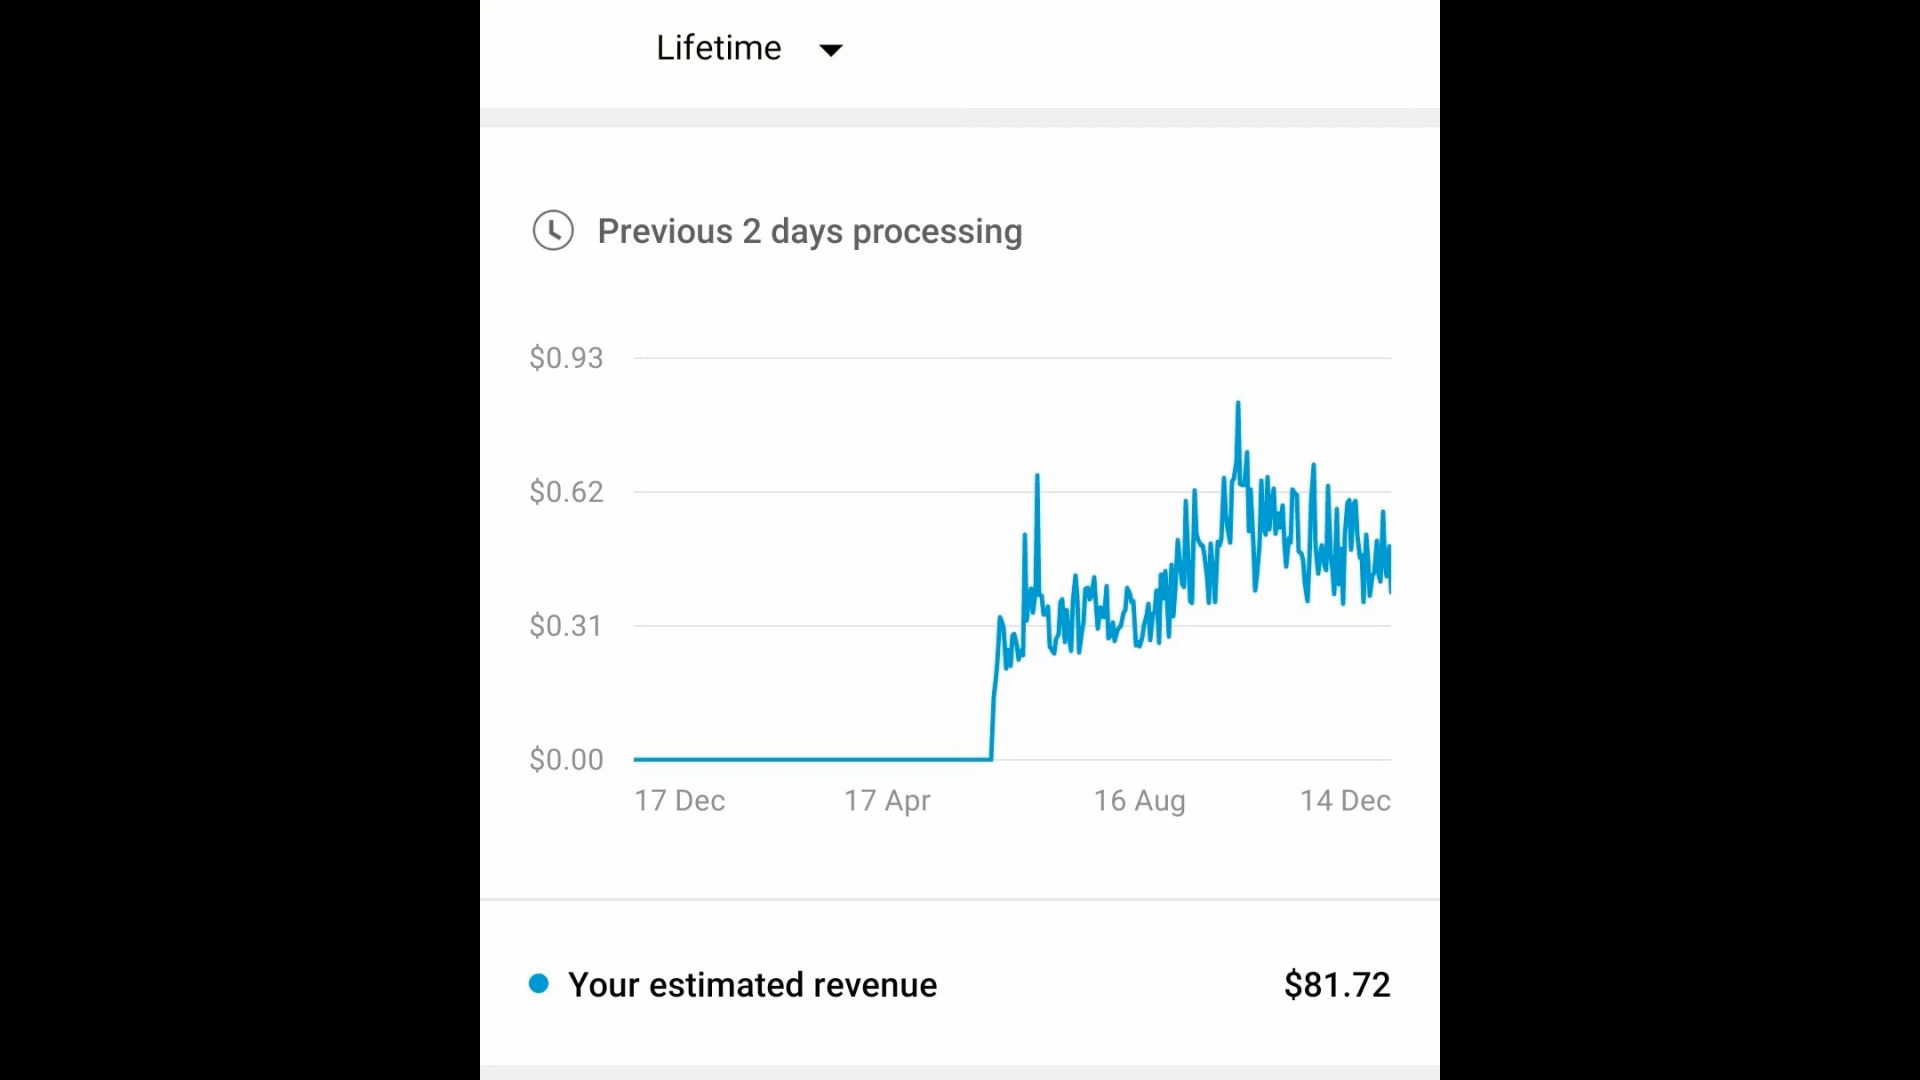 Lifetime
Previous 2 days processing
$0.93
$0.62
$0.31
$0.00
17 Dec 17 Apr 16 Aug 14 Dec
Your estimated revenue $81.72